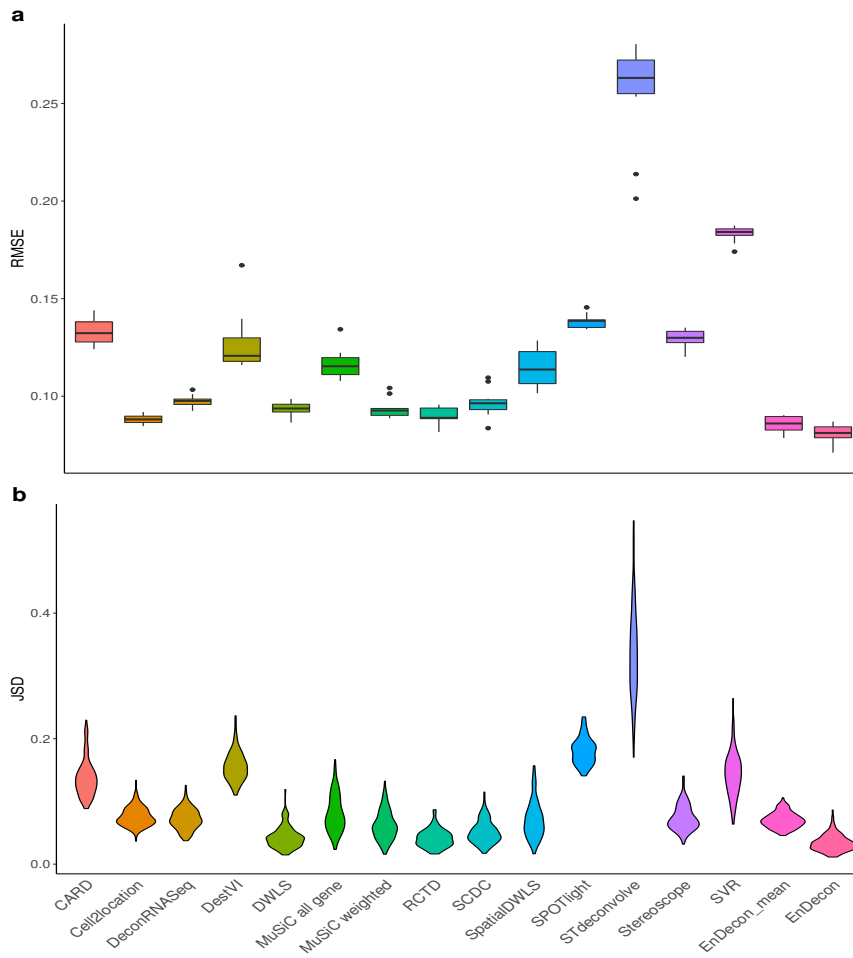 a
0.25
0.20
0.15
0.10
RMSE
b
0.4
0.2
0.0
JSD
CARD
Cell2location
DeconRNASeq
DestVI
DWLS
MuSiC all gene
MuSiC weighted
RCTD
SCDC
SpatialDWLS
SPOTlight
STdeconvolve
Stereoscope
SVR
EnDecon_mean
EnDecon